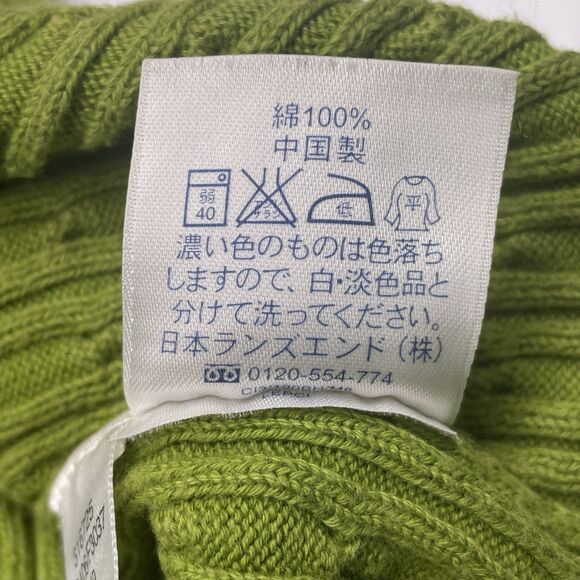 綿100%
中国製
弱
40
低
平
濃い色のものは色落ち
しますので、白・淡色品と
分けて洗ってください。
日本ランズエンド（株）
0120-554-774